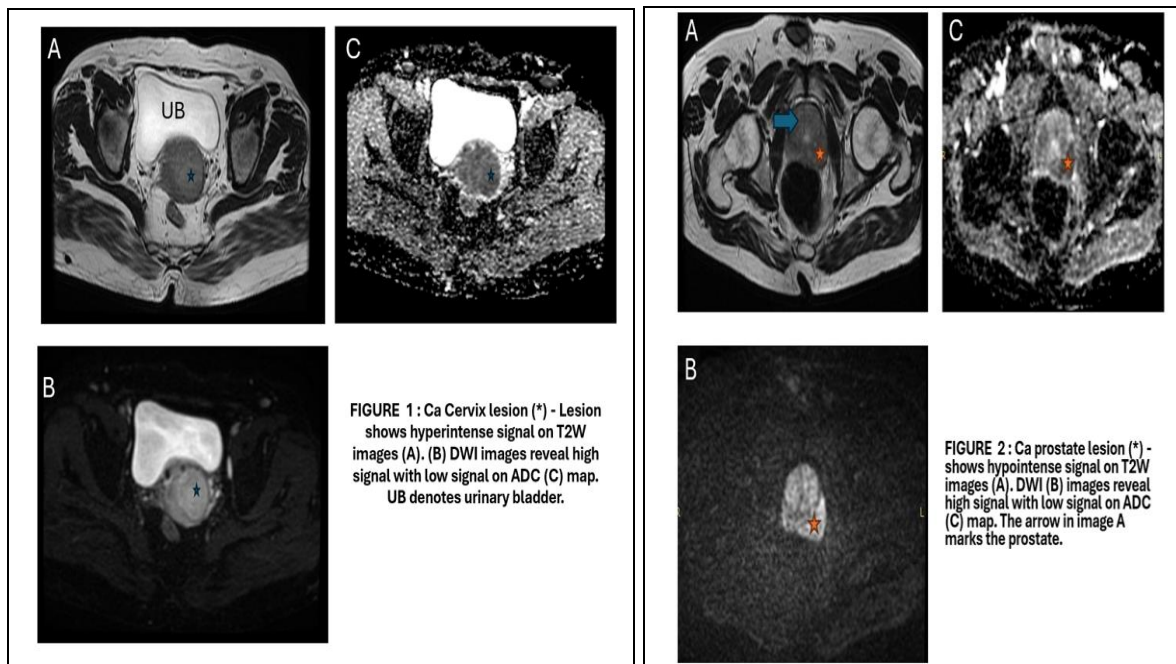 A
C
UB
B
FIGURE 1 : Ca Cervix lesion (*) - Lesion
shows hyperintense signal on T2W
images (A). (B) DWI images reveal high
signal with low signal on ADC (C) map.
UB denotes urinary bladder.
A
C
R
B
R
L
FIGURE 2 : Ca prostate lesion (*) -
shows hypointense signal on T2W
images (A). DWI (B) images reveal
high signal with low signal on ADC
(C) map. The arrow in image A
marks the prostate.